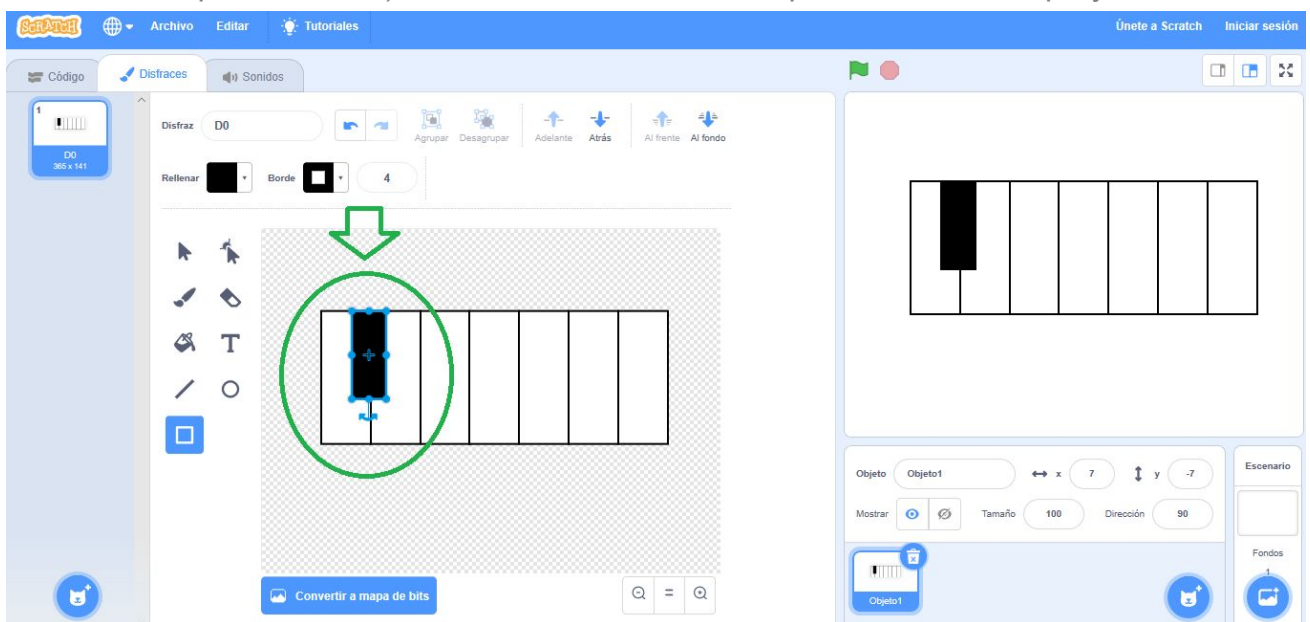 SCRATCH Archivo Editar Tutoriales Únete a Scratch Iniciar sesión
Código Disfraces Sonidos
1
D0
365 x 141
Disfraz D0 Agrupar Desagrupar Adelante Atrás Al frente Al fondo
Rellenar Borde 4
T
Convertir a mapa de bits
=
Objeto Objeto1 x 7 y -7
Mostrar Tamaño 100 Dirección 90
Objeto1
Escenario
Fondos
1